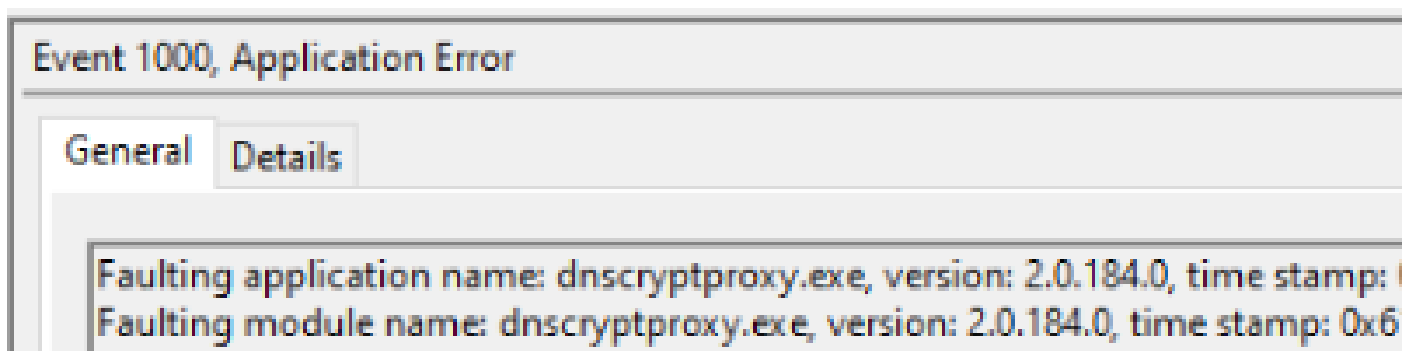 Event 1000, Application Error
General Details
Faulting application name: dnscryptproxy.exe, version: 2.0.184.0, time stamp:
Faulting module name: dnscryptproxy.exe, version: 2.0.184.0, time stamp: 0x6